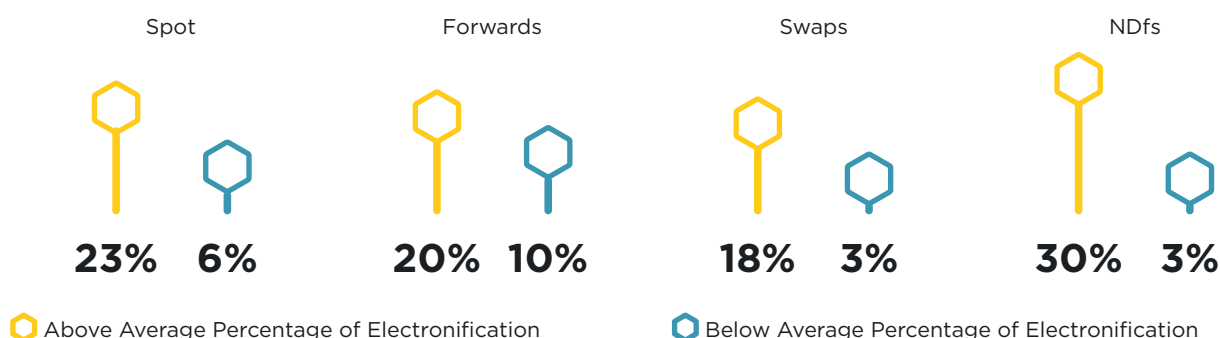 Spot Forwards Swaps NDfs
23% 6% 20% 10% 18% 3% 30% 3%
Above Average Percentage of Electronification Below Average Percentage of Electronification